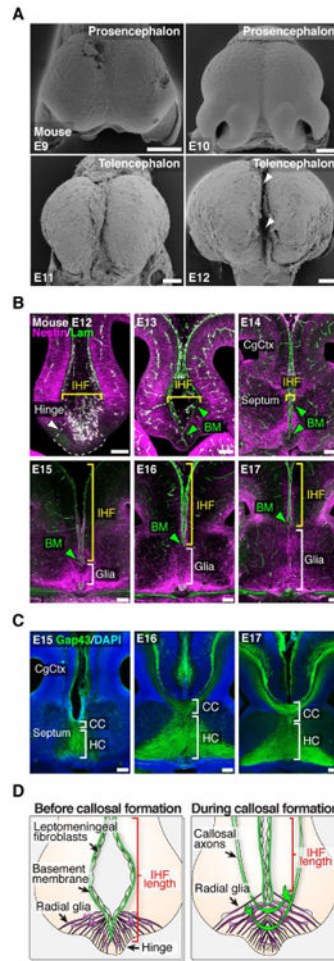 A
Prosencephalon
Prosencephalon
Mouse
E9
E10
Telencephalon
Telencephalon
E11
E12
B
Mouse E12
Nestin/Lam
E13
E14
IHF
IHF
CgCtx
IHF
Hinge
BM
Septum
BM
E15
E16
E17
IHF
IHF
IHF
BM
BM
BM
Glia
Glia
Glia
C
E15 Gap43/DAPI
E16
E17
CgCtx
Septum
CC
HC
CC
HC
CC
HC
D
Before callosal formation
During callosal formation
Leptomeningeal
fibroblasts
IHF
length
Basement
membrane
Radial glia
Hinge
Callosal
axons
IHF
length
Radial glia